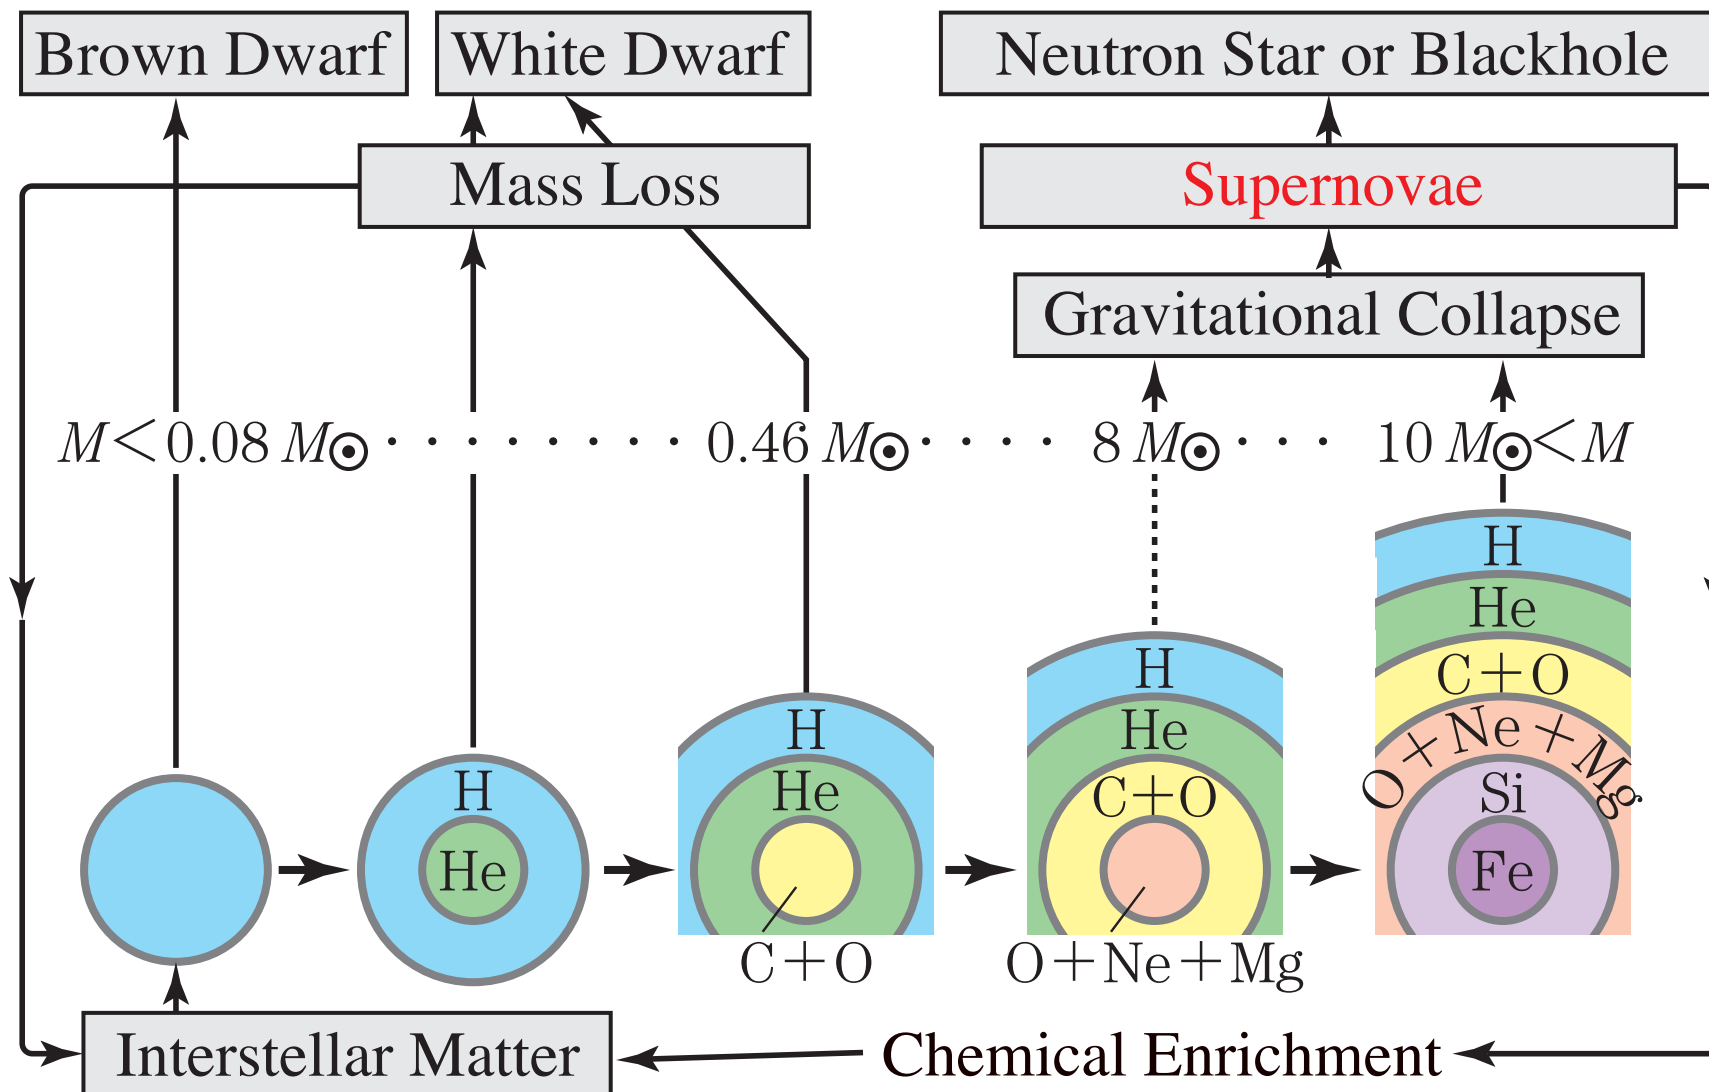 Brown Dwarf
White Dwarf
Neutron Star or Blackhole
Mass Loss
Supernovae
Gravitational Collapse
M<0.08 M⊙ · · · · · · · · 0.46 M⊙ · · · · 8 M⊙ · · · 10 M⊙<M
H
He
H
He
C+O
H
He
C+O
O+Ne+Mg
H
He
C+O
O+Ne+Mg
Si
Fe
Interstellar Matter
Chemical Enrichment